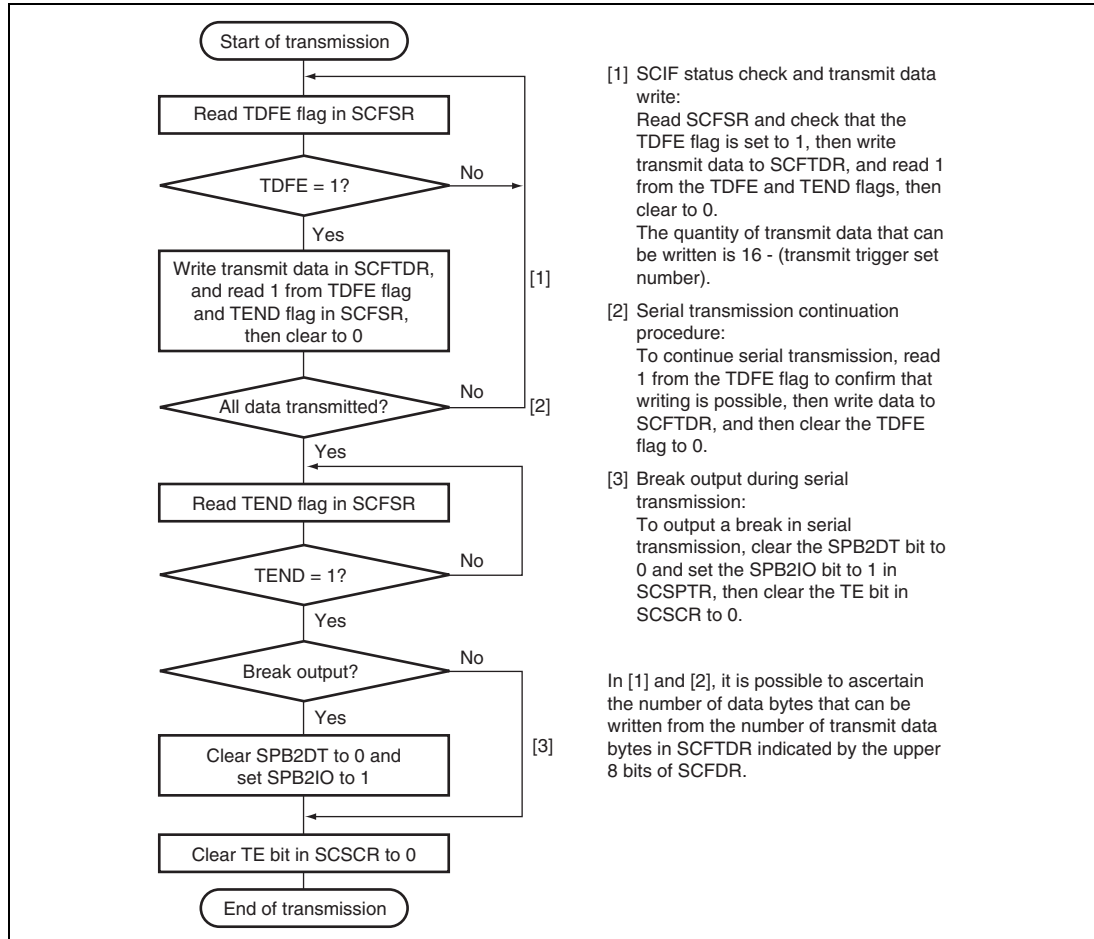 Start of transmission
Read TDFE flag in SCFSR
TDFE = 1?
No
Yes
Write transmit data in SCFTDR,
and read 1 from TDFE flag
and TEND flag in SCFSR,
then clear to 0
[1]
All data transmitted?
No
[2]
Yes
Read TEND flag in SCFSR
TEND = 1?
No
Yes
Break output?
No
Yes
Clear SPB2DT to 0 and
set SPB2IO to 1
[3]
Clear TE bit in SCSCR to 0
End of transmission
[1] SCIF status check and transmit data
write:
Read SCFSR and check that the
TDFE flag is set to 1, then write
transmit data to SCFTDR, and read 1
from the TDFE and TEND flags, then
clear to 0.
The quantity of transmit data that can
be written is 16 - (transmit trigger set
number).
[2] Serial transmission continuation
procedure:
To continue serial transmission, read
1 from the TDFE flag to confirm that
writing is possible, then write data to
SCFTDR, and then clear the TDFE
flag to 0.
[3] Break output during serial
transmission:
To output a break in serial
transmission, clear the SPB2DT bit to
0 and set the SPB2IO bit to 1 in
SCSPTR, then clear the TE bit in
SCSCR to 0.
In [1] and [2], it is possible to ascertain
the number of data bytes that can be
written from the number of transmit data
bytes in SCFTDR indicated by the upper
8 bits of SCFDR.